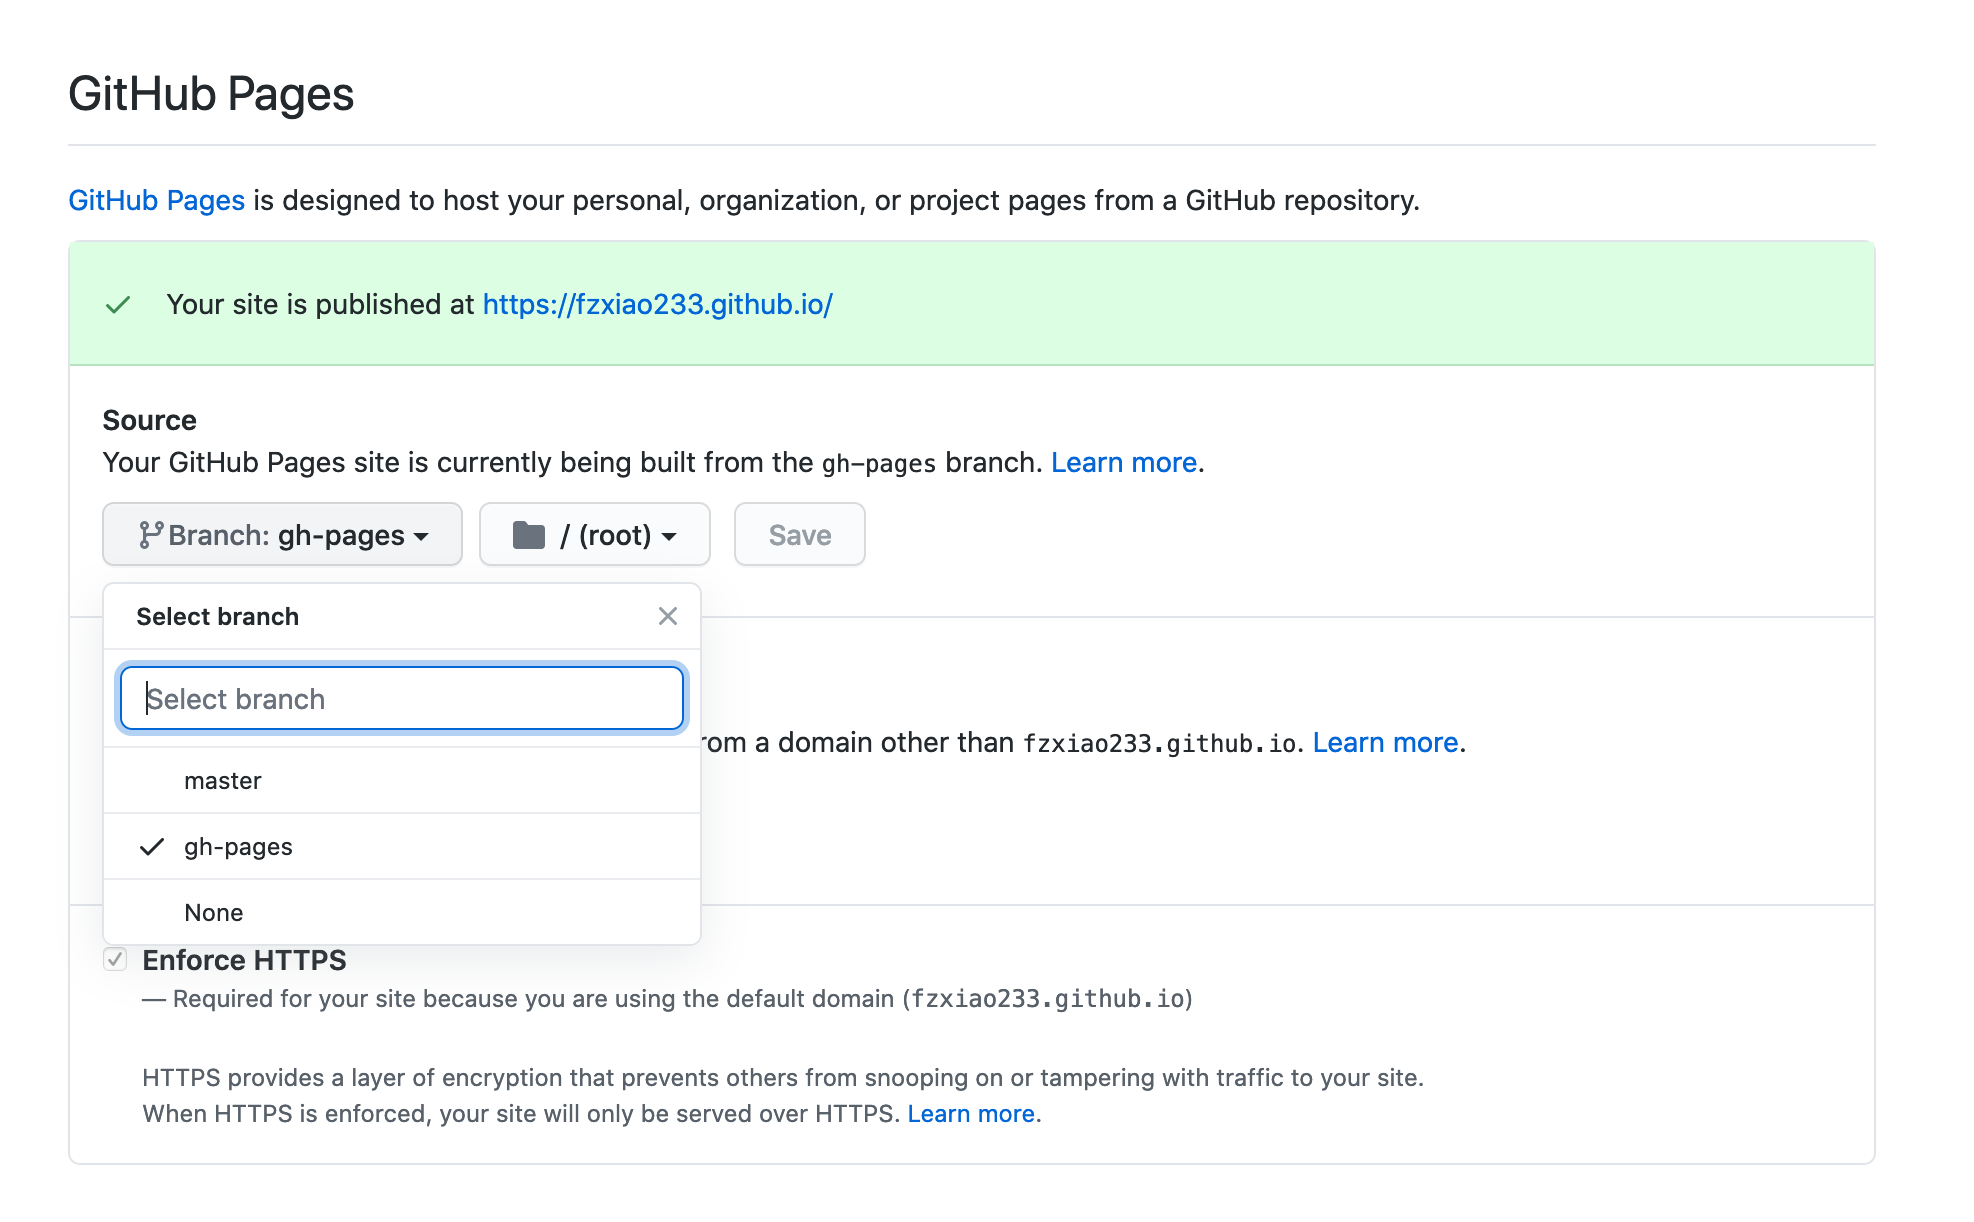 GitHub Pages
GitHub Pages is designed to host your personal, organization, or project pages from a GitHub repository.
Your site is published at https://fzxiao233.github.io/
Source
Your GitHub Pages site is currently being built from the gh-pages branch. Learn more.
Branch: gh-pages
/ (root)
Save
Select branch
Select branch
om a domain other than fzxiao233.github.io. Learn more.
master
gh-pages
None
Enforce HTTPS
— Required for your site because you are using the default domain (fzxiao233.github.io)
HTTPS provides a layer of encryption that prevents others from snooping on or tampering with traffic to your site.
When HTTPS is enforced, your site will only be served over HTTPS. Learn more.